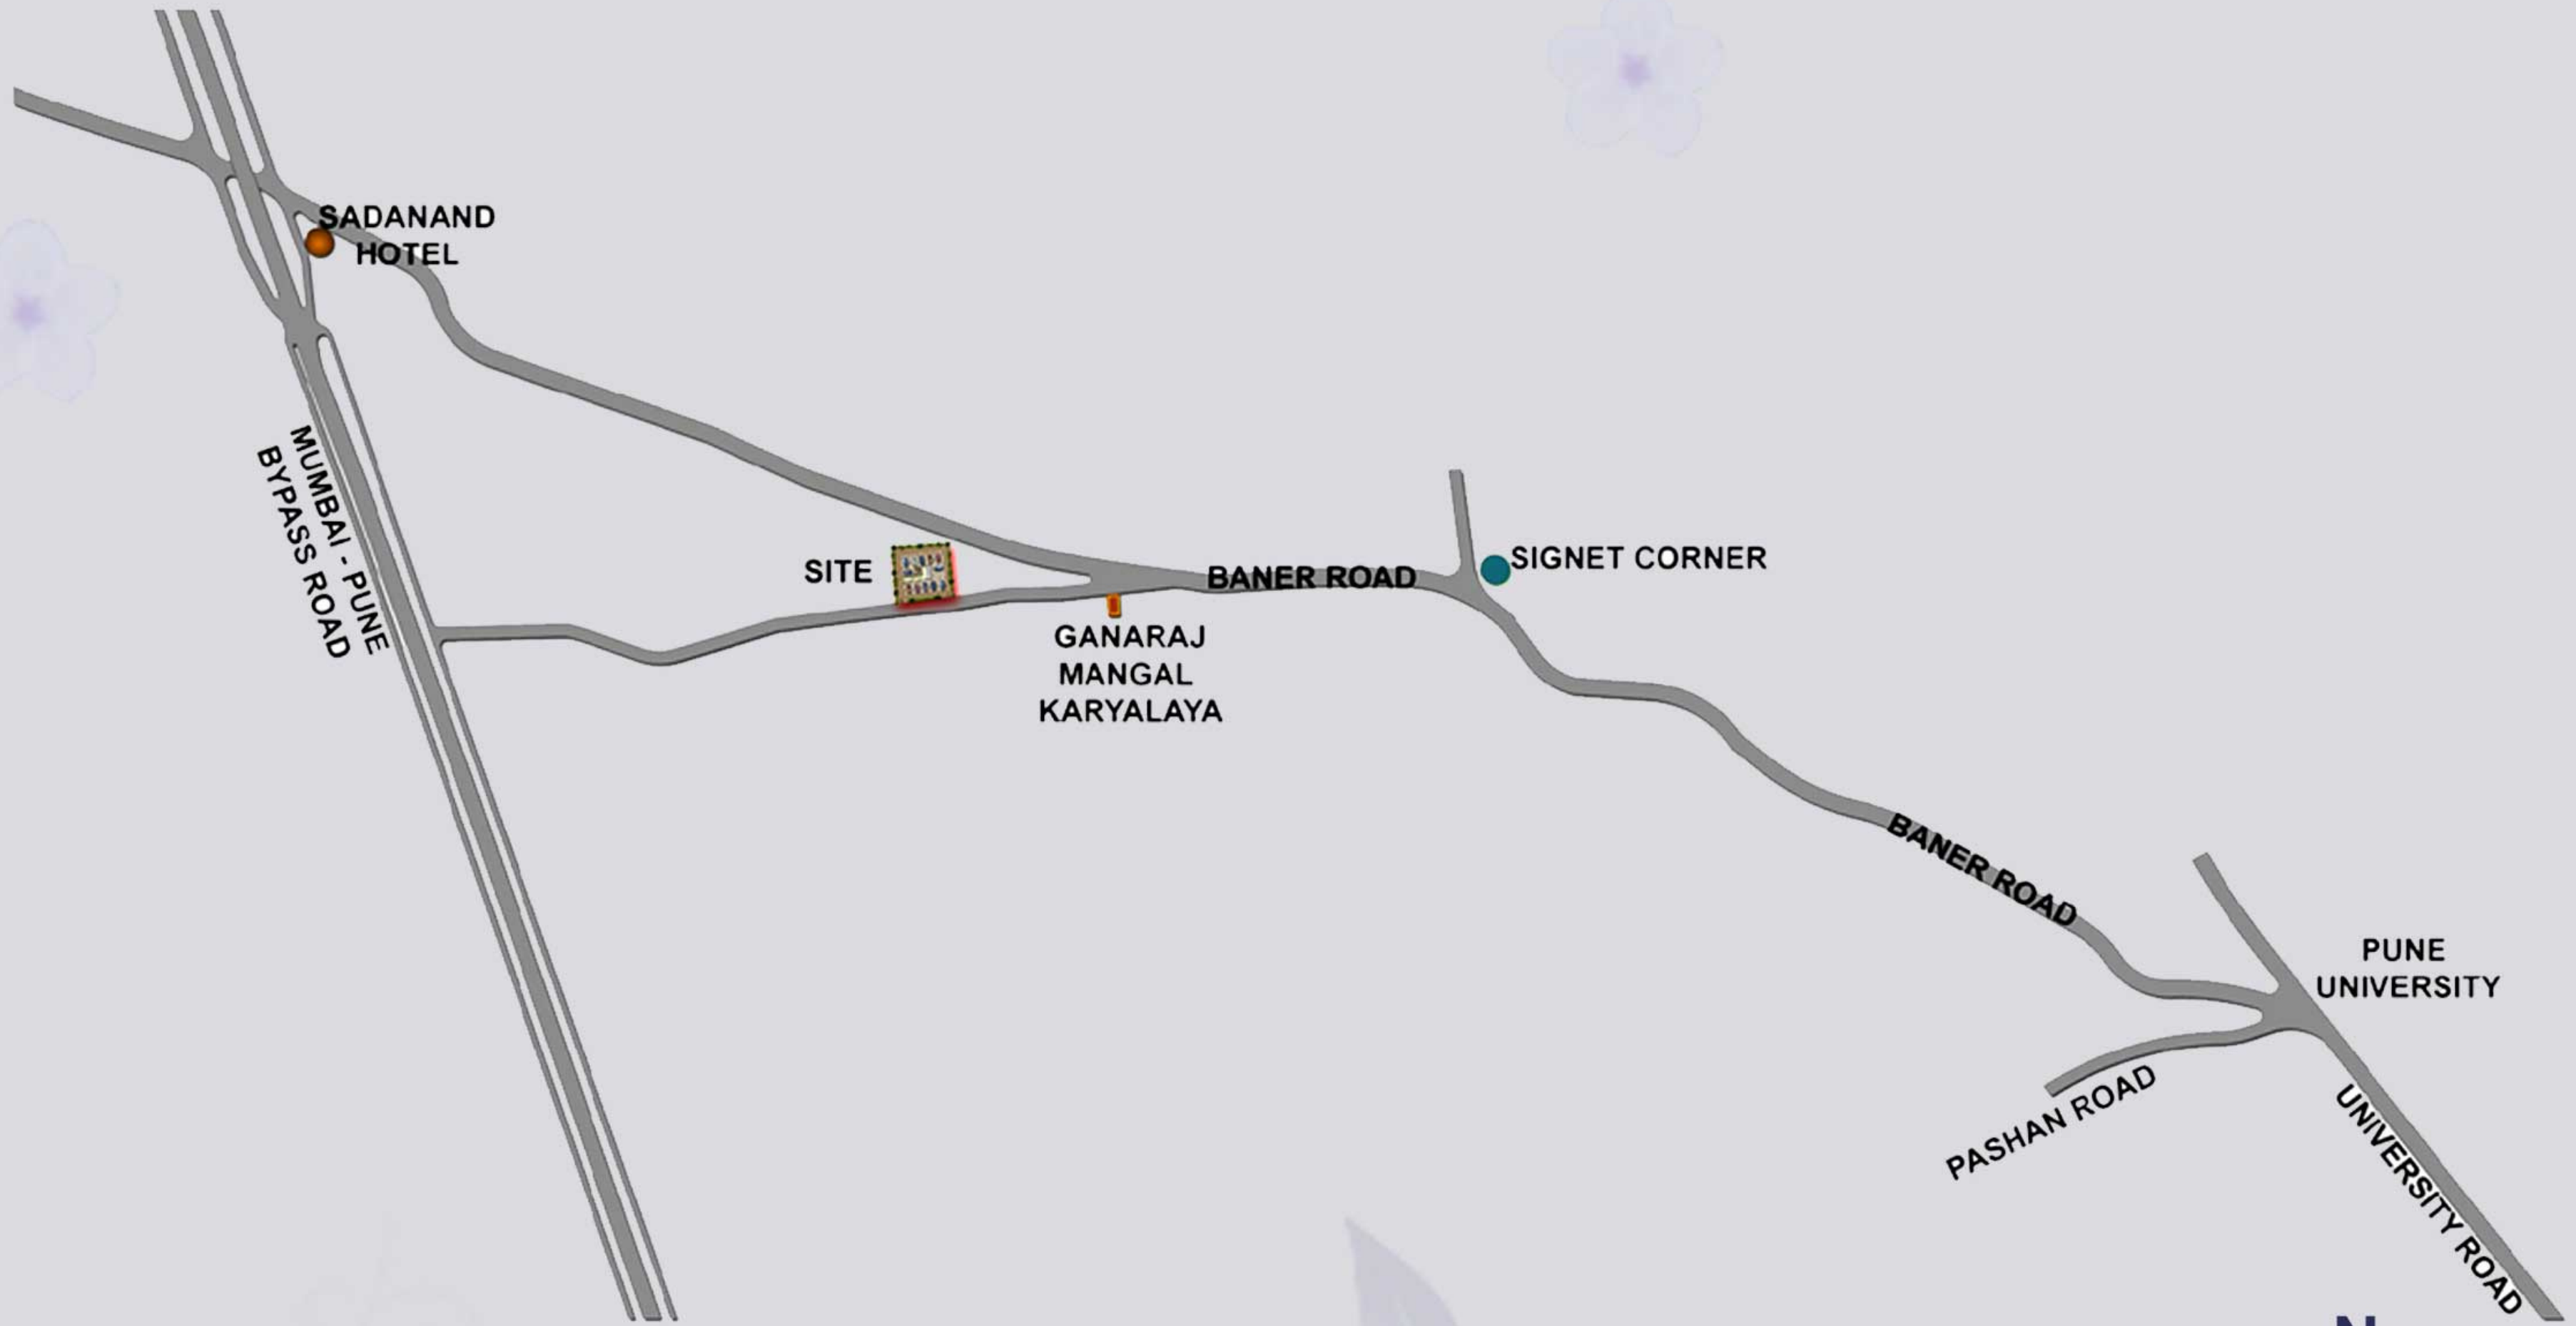 SADANAND
HOTEL
MUMBAI - PUNE
BYPASS ROAD
SITE
BANER ROAD
SIGNET CORNER
GANARAJ
MANGAL
KARYALAYA
BANER ROAD
PUNE
UNIVERSITY
PASHAN ROAD
UNIVERSITY ROAD
N